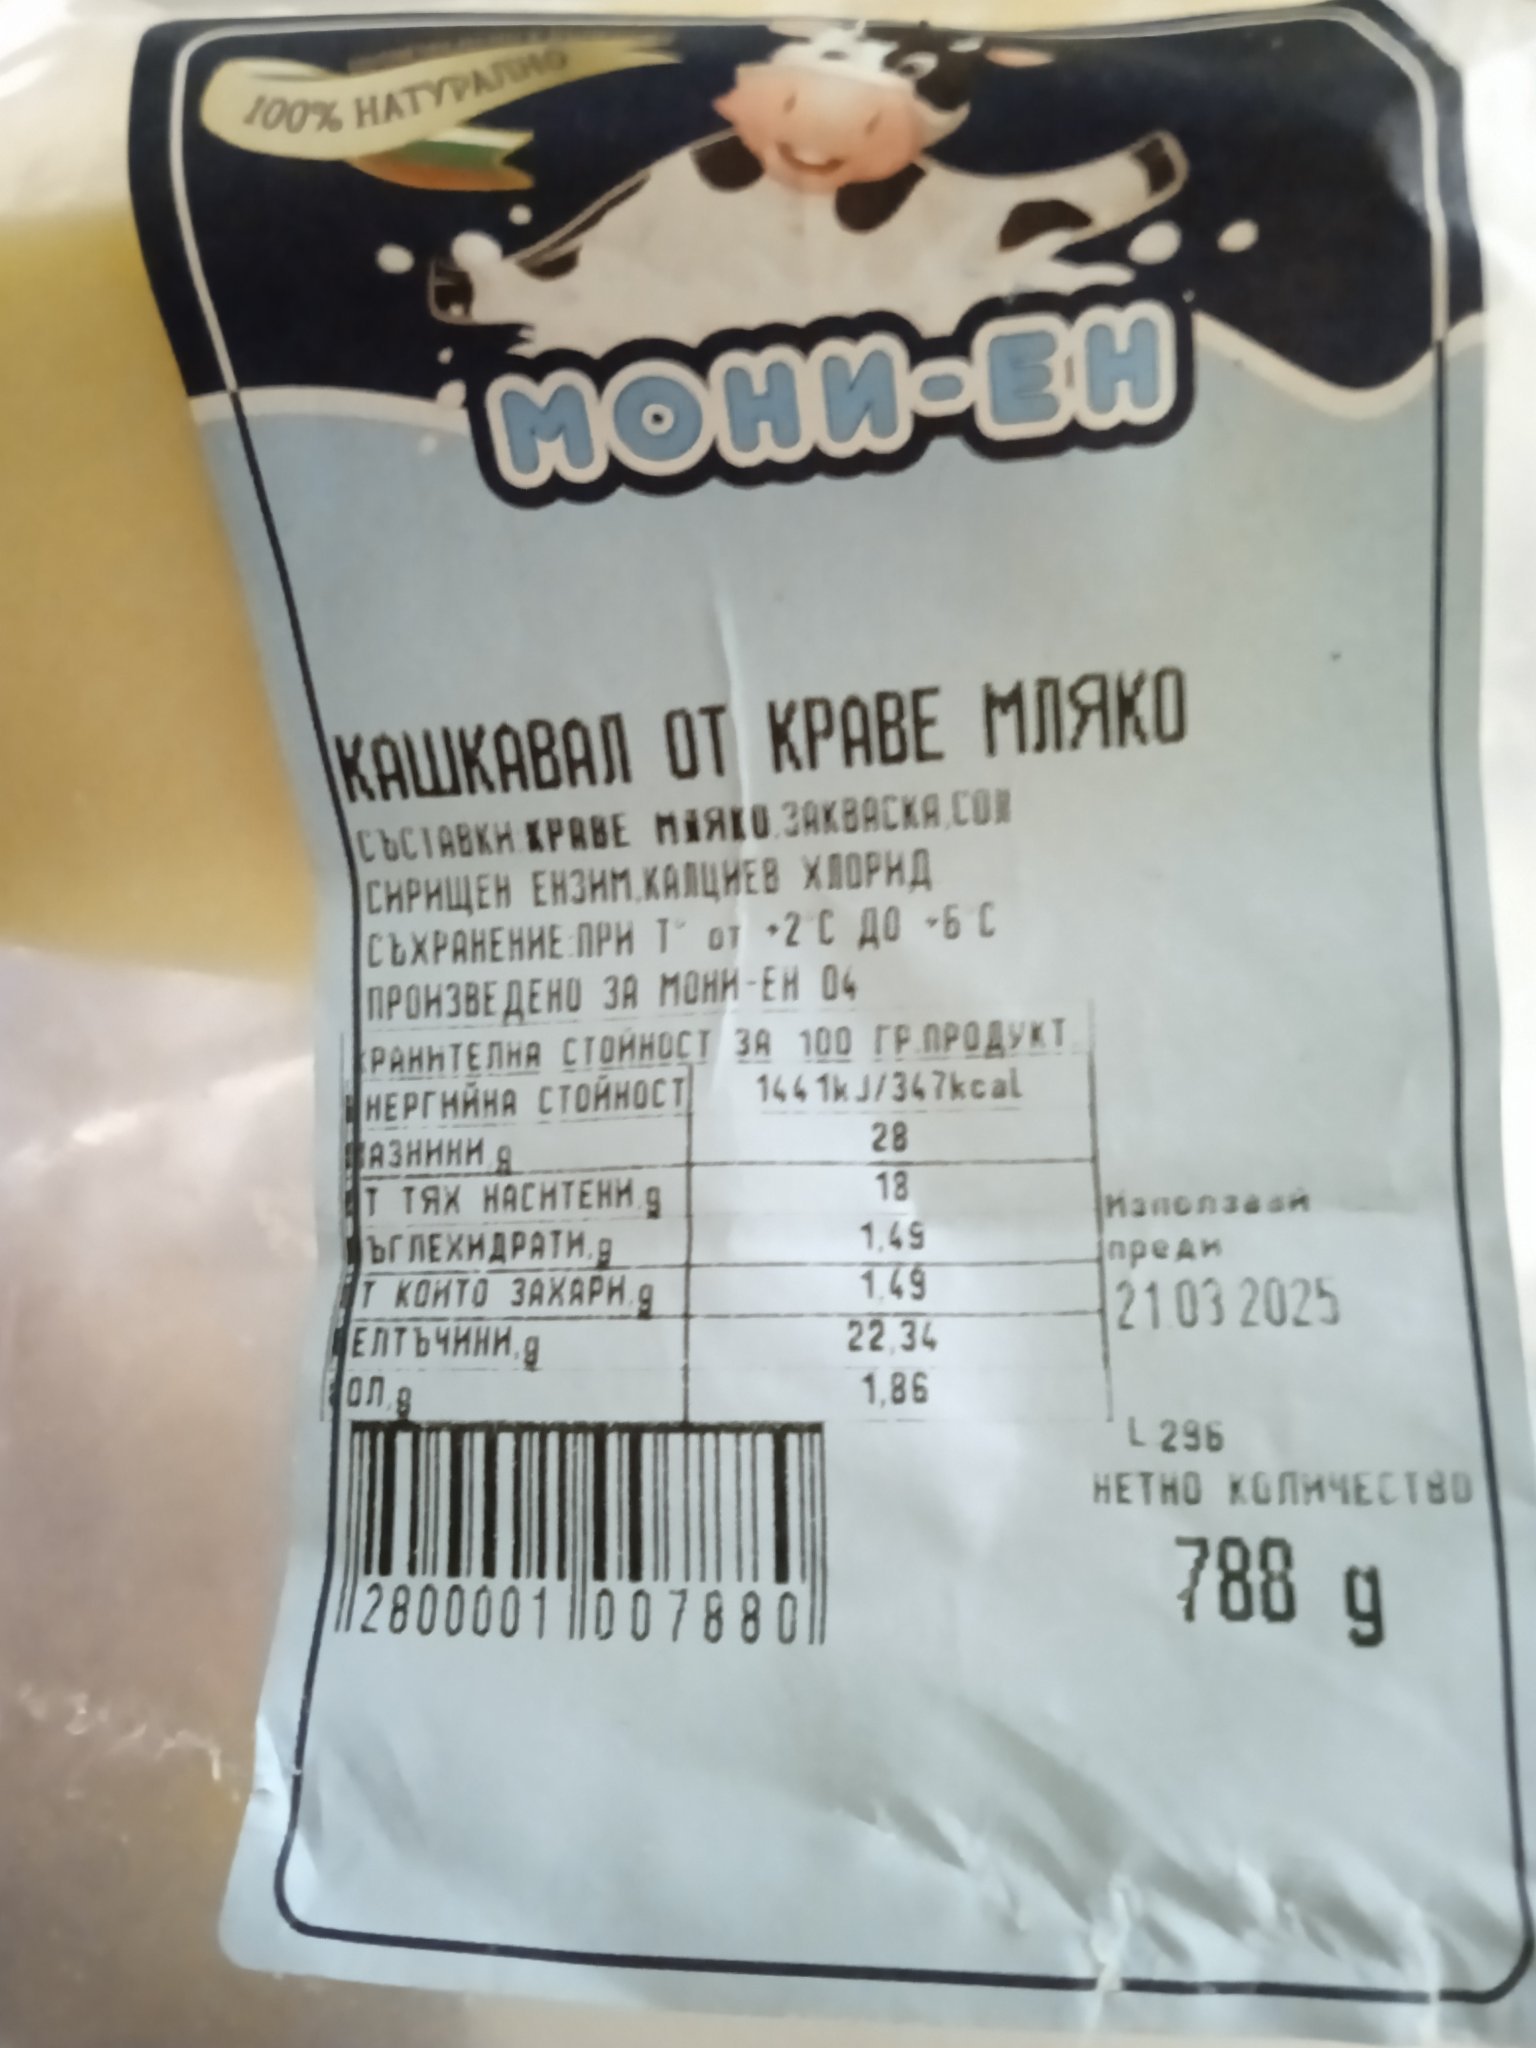 100% НАТУРАЛНО
МОНИ-ЕН
КАШКАВАЛ ОТ КРАВЕ МЛЯКО
СЪСТАВКИ:КРАВЕ МЛЯКО,ЗАКВАСКА,СОЛ
СИРИЩЕН ЕНЗИМ,КАЛЦИЕВ ХЛОРИД
СЪХРАНЕНИЕ:ПРИ Т° от +2°С ДО +6°С
ПРОИЗВЕДЕНО ЗА МОНИ-ЕН 04
ХРАНИТЕЛНА СТОЙНОСТ ЗА 100 ГР.ПРОДУКТ
НЕРГИЙНА СТОЙНОСТ 1441kJ/347kcal
АЗНИНИ,g 28
Т ТЯХ НАСИТЕНИ,g 18
ЪГЛЕХИДРАТИ,g 1,49
Т КОИТО ЗАХАРИ,g 1,49
ЕЛТЪЧИНИ,g 22,34
ОЛ,g 1,86
Използвай
преди
21.03.2025
L 296
НЕТНО КОЛИЧЕСТВО
788 g
2800001 007880